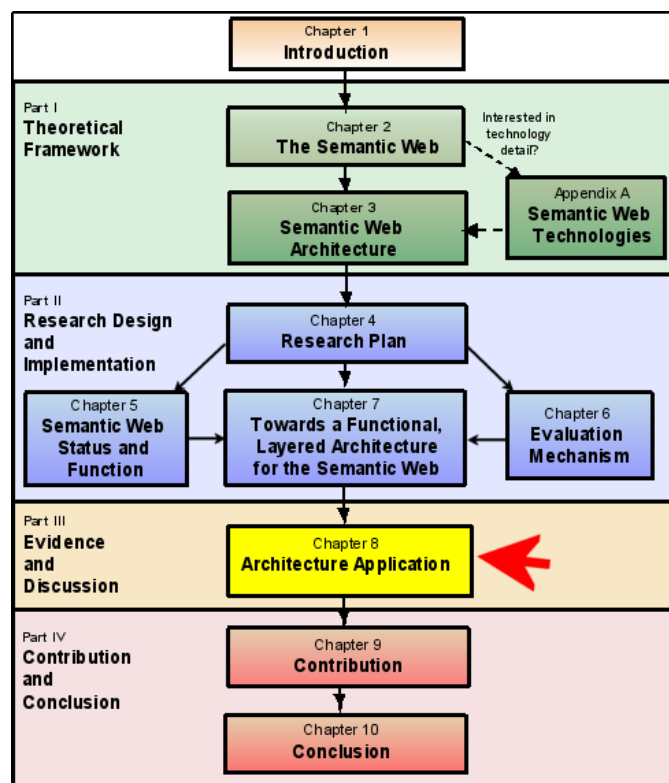 Chapter 1
Introduction
Part I
Theoretical
Framework
Chapter 2
The Semantic Web
Interested in
technology
detail?
Chapter 3
Semantic Web
Architecture
Appendix A
Semantic Web
Technologies
Part II
Research Design
and
Implementation
Chapter 4
Research Plan
Chapter 5
Semantic Web
Status and
Function
Chapter 7
Towards a Functional,
Layered Architecture
for the Semantic Web
Chapter 6
Evaluation
Mechanism
Part III
Evidence
and
Discussion
Chapter 8
Architecture Application
Part IV
Contribution
and
Conclusion
Chapter 9
Contribution
Chapter 10
Conclusion